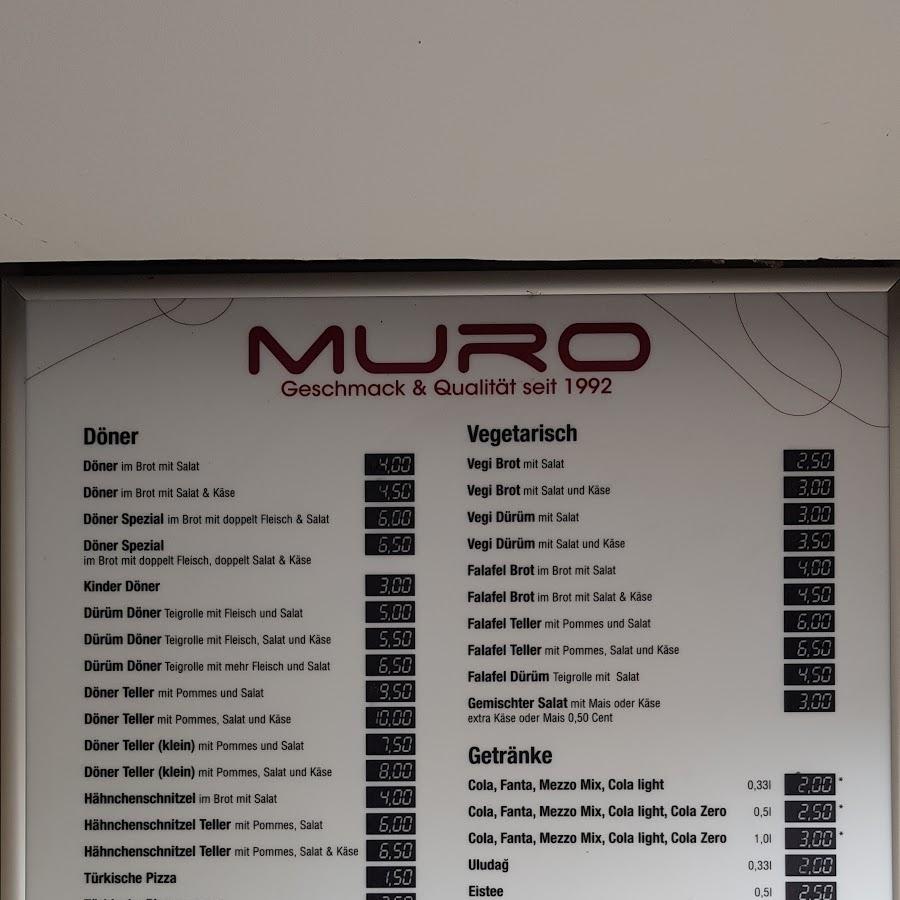 MURO
Geschmack & Qualität seit 1992
Döner
Döner im Brot mit Salat 4,00
Döner im Brot mit Salat & Käse 4,50
Döner Spezial im Brot mit doppelt Fleisch & Salat 6,00
Döner Spezial 6,50
im Brot mit doppelt Fleisch, doppelt Salat & Käse
Kinder Döner 3,00
Dürüm Döner Teigrolle mit Fleisch und Salat 5,00
Dürüm Döner Teigrolle mit Fleisch, Salat und Käse 5,50
Dürüm Döner Teigrolle mit mehr Fleisch und Salat 6,50
Döner Teller mit Pommes und Salat 9,50
Döner Teller mit Pommes, Salat und Käse 10,00
Döner Teller (klein) mit Pommes und Salat 7,50
Döner Teller (klein) mit Pommes, Salat und Käse 8,00
Hähnchenschnitzel im Brot mit Salat 4,00
Hähnchenschnitzel Teller mit Pommes, Salat 6,00
Hähnchenschnitzel Teller mit Pommes, Salat & Käse 6,50
Türkische Pizza 1,50
Vegetarisch
Vegi Brot mit Salat 2,50
Vegi Brot mit Salat und Käse 3,00
Vegi Dürüm mit Salat 3,00
Vegi Dürüm mit Salat und Käse 3,50
Falafel Brot im Brot mit Salat 4,00
Falafel Brot im Brot mit Salat & Käse 4,50
Falafel Teller mit Pommes und Salat 6,00
Falafel Teller mit Pommes, Salat und Käse 6,50
Falafel Dürüm Teigrolle mit Salat 4,50
Gemischter Salat mit Mais oder Käse 3,00
extra Käse oder Mais 0,50 Cent
Getränke
Cola, Fanta, Mezzo Mix, Cola light 0,33l 2,00 *
Cola, Fanta, Mezzo Mix, Cola light, Cola Zero 0,5l 2,50 *
Cola, Fanta, Mezzo Mix, Cola light, Cola Zero 1,0l 3,00 *
Uludağ 0,33l 2,00
Eistee 0,5l 2,50